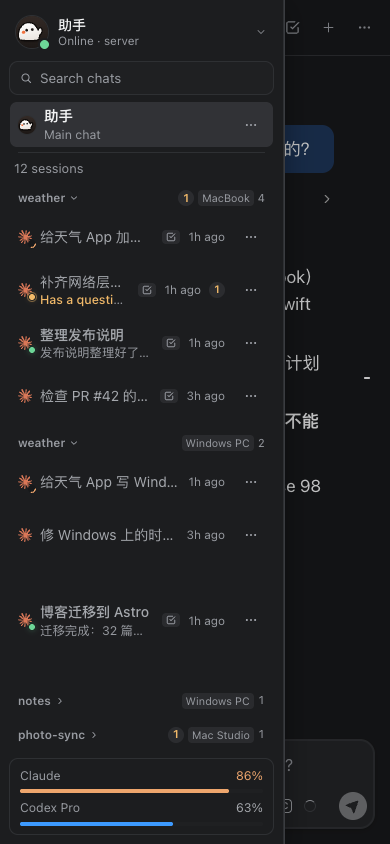 助手
Online · server
Search chats
助手
Main chat
12 sessions
weather
1 MacBook 4
给天气 App 加…
1h ago
补齐网络层…
1h ago
1
Has a questi…
整理发布说明
发布说明整理好了…
1h ago
检查 PR #42 的…
3h ago
weather
Windows PC 2
给天气 App 写 Wind…
1h ago
修 Windows 上的时…
3h ago
博客迁移到 Astro
迁移完成：32 篇…
1h ago
notes
Windows PC 1
photo-sync
1 Mac Studio 1
Claude 86%
Codex Pro 63%
的?
ok)
wift
计划
不能
e 98
?